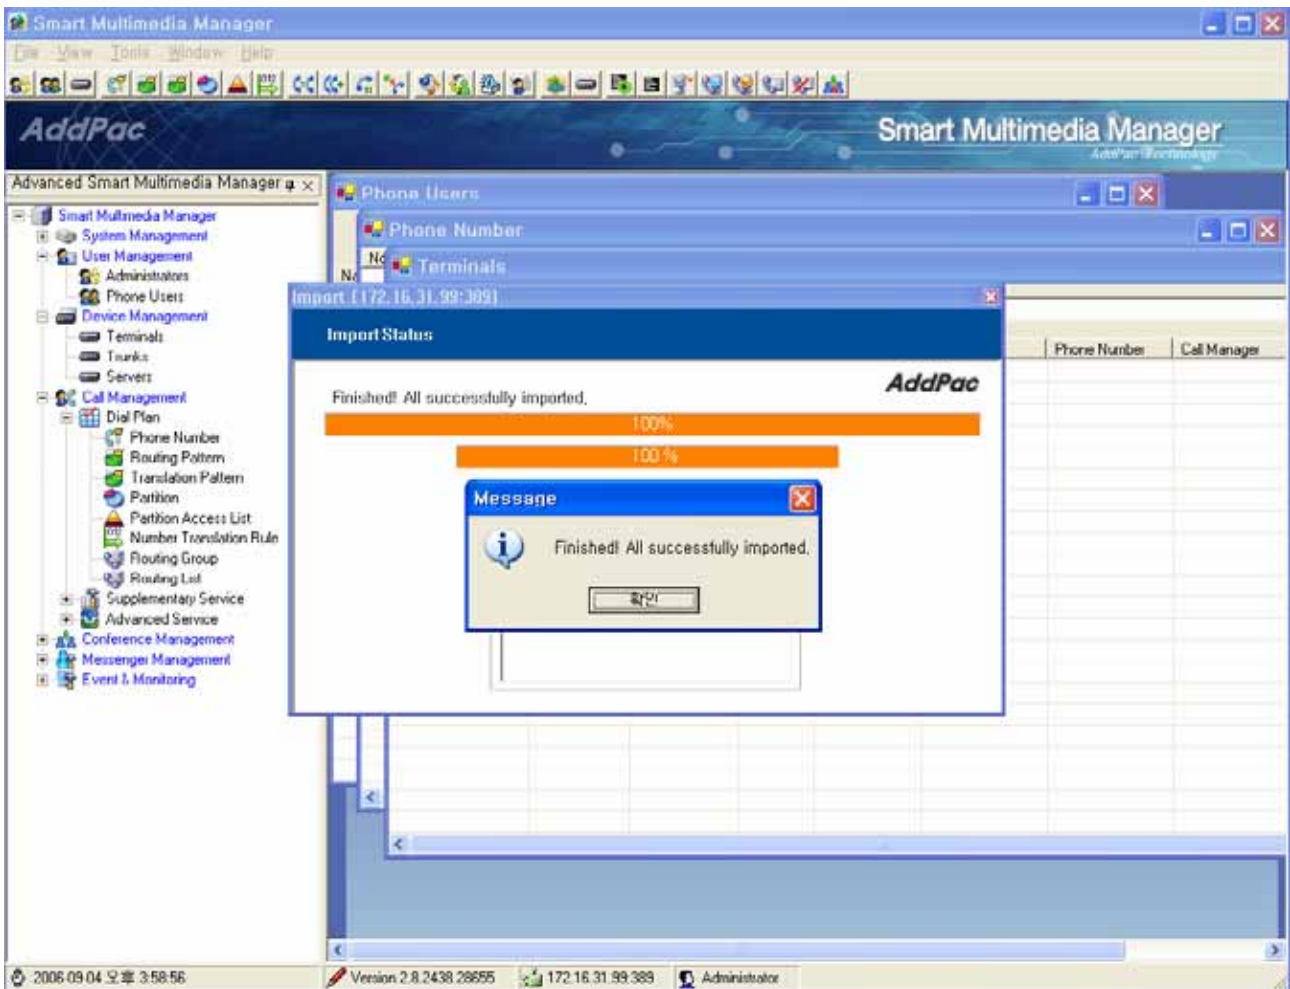 Smart Multimedia Manager
File View Tools Window Help
AddPac
Smart Multimedia Manager
AddPac Technology
Advanced Smart Multimedia Manager
Smart Multimedia Manager
System Management
User Management
Administrators
Phone Users
Device Management
Terminals
Trunks
Servers
Call Management
Dial Plan
Phone Number
Routing Pattern
Translation Pattern
Partition
Partition Access List
Number Translation Rule
Routing Group
Routing List
Supplementary Service
Advanced Service
Conference Management
Messenger Management
Event & Monitoring
Phone Users
Phone Number
Terminals
Phone Number
Call Manager
Import [172.16.31.99:389]
Import Status
AddPac
Finished! All successfully imported.
100%
100 %
Message
Finished! All successfully imported.
확인
2006-09-04 오후 3:58:56
Version 2.8.2438.28655
172.16.31.99:389
Administrator